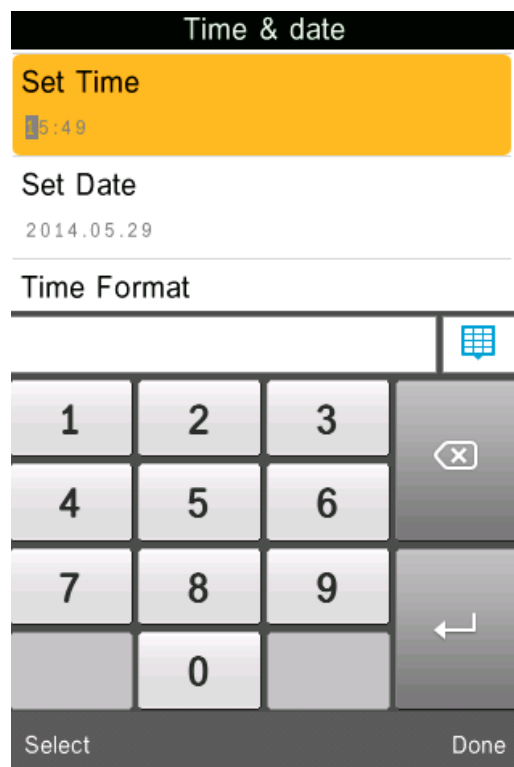 Time & date
Set Time
15:49
Set Date
2014.05.29
Time Format
1 2 3
4 5 6
7 8 9
0
Select Done